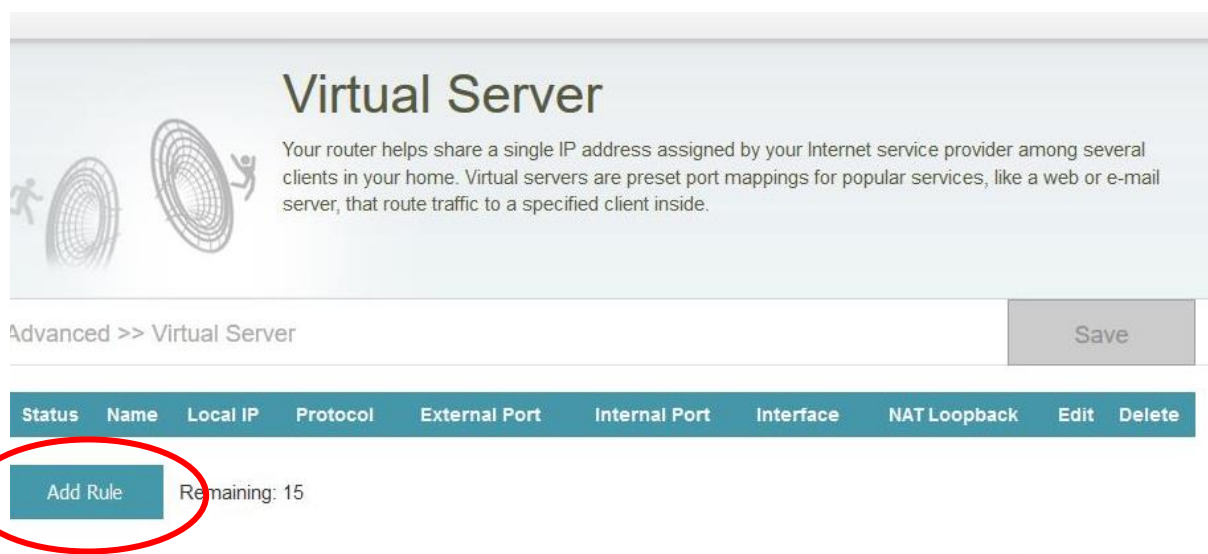 Virtual Server
Your router helps share a single IP address assigned by your Internet service provider among several
clients in your home. Virtual servers are preset port mappings for popular services, like a web or e-mail
server, that route traffic to a specified client inside.
Advanced >> Virtual Server
Save
Status Name Local IP Protocol External Port Internal Port Interface NAT Loopback Edit Delete
Add Rule Remaining: 15